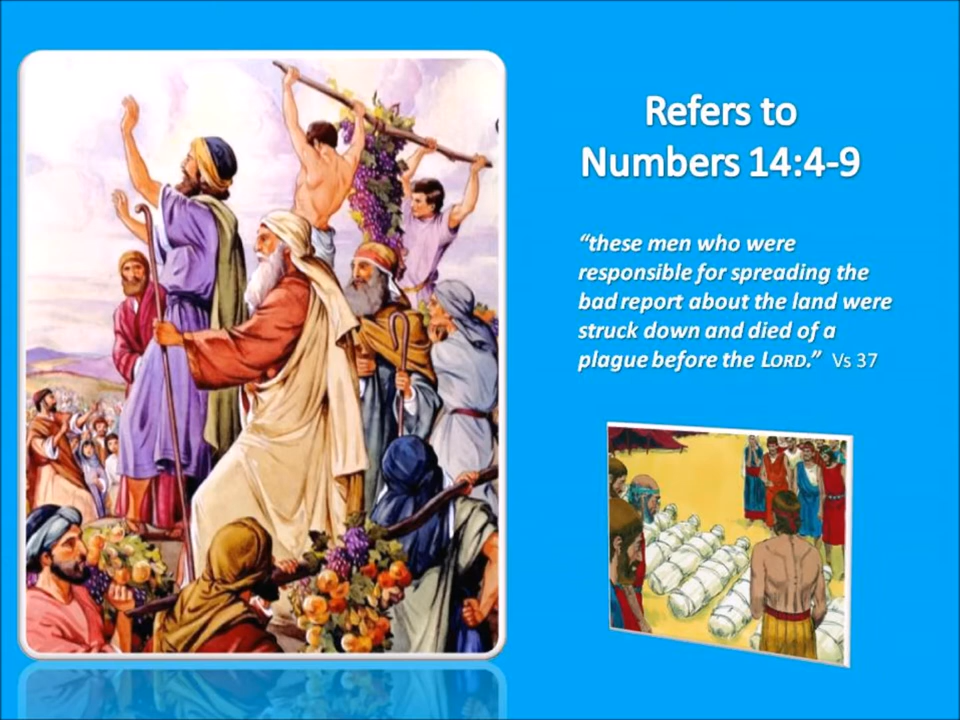 Refers to
Numbers 14:4-9
“these men who were
responsible for spreading the
bad report about the land were
struck down and died of a
plague before the LORD.” Vs 37